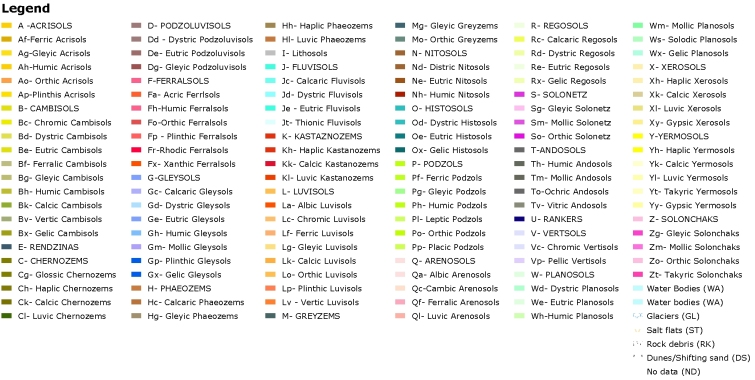 Legend
A -ACRISOLS
Af-Ferric Acrisols
Ag-Gleyic Acrisols
Ah-Humic Acrisols
Ao- Orthic Acrisols
Ap-Plinthis Acrisols
B- CAMBISOLS
Bc- Chromic Cambisols
Bd- Dystric Cambisols
Be- Eutric Cambisols
Bf- Ferralic Cambisols
Bg- Gleyic Cambisols
Bh- Humic Cambisols
Bk- Calcic Cambisols
Bv- Vertic Cambisols
Bx- Gelic Cambisols
E- RENDZINAS
C- CHERNOZEMS
Cg- Glossic Chernozems
Ch- Haplic Chernozems
Ck- Calcic Chernozems
Cl- Luvic Chernozems
D- PODZOLUVISOLS
Dd - Dystric Podzoluvisols
De- Eutric Podzoluvisols
Dg- Gleyic Podzoluvisols
F-FERRALSOLS
Fa- Acric Ferrlsols
Fh-Humic Ferralsols
Fo-Orthic Ferralsols
Fp - Plinthic Ferralsols
Fr-Rhodic Ferralsols
Fx- Xanthic Ferralsols
G-GLEYSOLS
Gc- Calcaric Gleysols
Gd- Dystric Gleysols
Ge- Eutric Gleysols
Gh- Humic Gleysols
Gm- Mollic Gleysols
Gp- Plinthic Gleysols
Gx- Gelic Gleysols
H- PHAEOZEMS
Hc- Calcaric Phaeozems
Hg- Gleyic Phaeozems
Hh- Haplic Phaeozems
Hl- Luvic Phaeozems
I- Lithosols
J- FLUVISOLS
Jc- Calcaric Fluvisols
Jd- Dystric Fluvisols
Je - Eutric Fluvisols
Jt- Thionic Fluvisols
K- KASTAZNOZEMS
Kh- Haplic Kastanozems
Kk- Calcic Kastanozems
Kl- Luvic Kastanozems
L- LUVISOLS
La- Albic Luvisols
Lc- Chromic Luvisols
Lf- Ferric Luvisols
Lg- Gleyic Luvisols
Lk- Calcic Luvisols
Lo- Orthic Luvisols
Lp- Plinthic Luvisols
Lv - Vertic Luvisols
M- GREYZEMS
Mg- Gleyic Greyzems
Mo- Orthic Greyzems
N- NITOSOLS
Nd- Distric Nitosols
Ne- Eutric Nitosols
Nh- Humic Nitosols
O- HISTOSOLS
Od- Dystric Histosols
Oe- Eutric Histosols
Ox- Gelic Histosols
P- PODZOLS
Pf- Ferric Podzols
Pg- Gleyic Podzols
Ph- Humic Podzols
Pl- Leptic Podzols
Po- Orthic Podzols
Pp- Placic Podzols
Q- ARENOSOLS
Qa- Albic Arenosols
Qc-Cambic Arenosols
Qf- Ferralic Arenosols
Ql- Luvic Arenosols
R- REGOSOLS
Rc- Calcaric Regosols
Rd- Dystric Regosols
Re- Eutric Regosols
Rx- Gelic Regosols
S- SOLONETZ
Sg- Gleyic Solonetz
Sm- Mollic Solonetz
So- Orthic Solonetz
T-ANDOSOLS
Th- Humic Andosols
Tm- Mollic Andosols
To-Ochric Andosols
Tv- Vitric Andosols
U- RANKERS
V- VERTSOLS
Vc- Chromic Vertisols
Vp- Pellic Vertisols
W- PLANOSOLS
Wd- Dystric Planosols
We- Eutric Planosols
Wh-Humic Planosols
Wm- Mollic Planosols
Ws- Solodic Planosols
Wx- Gelic Planosols
X- XEROSOLS
Xh- Haplic Xerosols
Xk- Calcic Xerosols
Xl- Luvic Xerosols
Xy- Gypsic Xerosols
Y-YERMOSOLS
Yh- Haplic Yermosols
Yk- Calcic Yermosols
Yl- Luvic Yermosols
Yt- Takyric Yermosols
Yy- Gypsic Yermosols
Z- SOLONCHAKS
Zg- Gleyic Solonchaks
Zm- Mollic Solonchaks
Zo- Orthic Solonchaks
Zt- Takyric Solonchaks
Water Bodies (WA)
Water bodies (WA)
Glaciers (GL)
Salt flats (ST)
Rock debris (RK)
Dunes/Shifting sand (DS)
No data (ND)